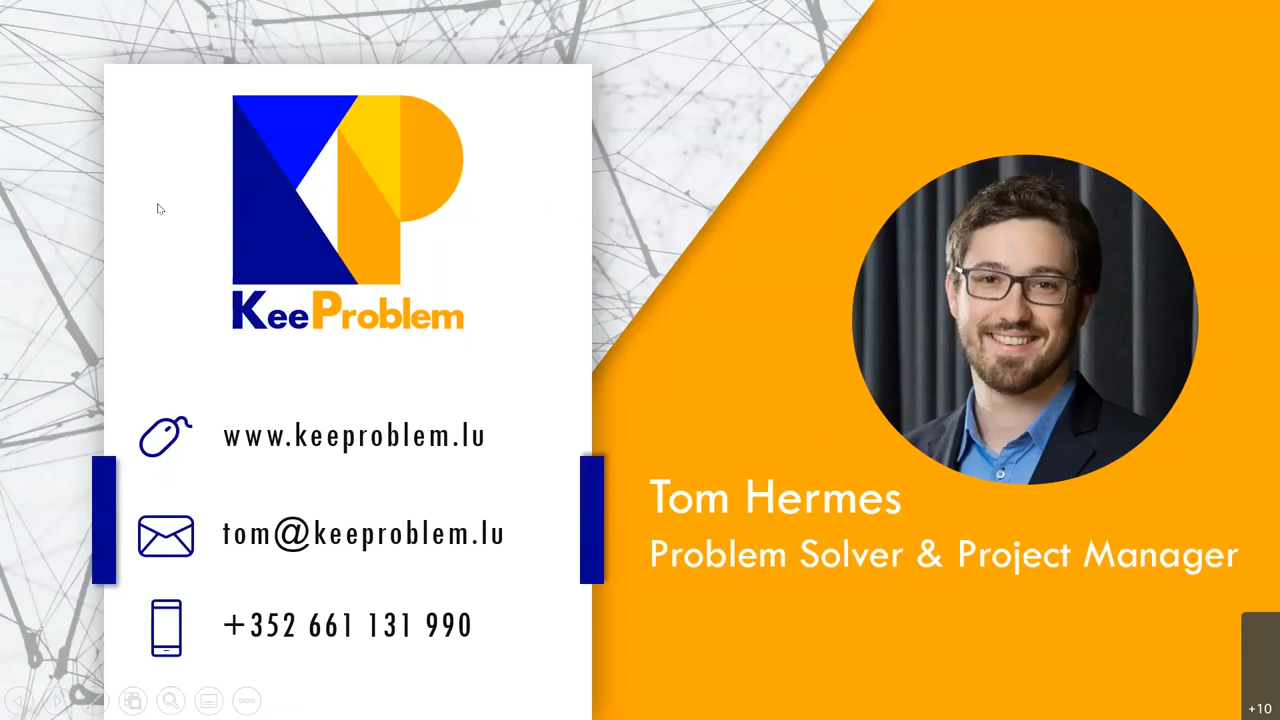 KeeProblem
www.keeproblem.lu
tom@keeproblem.lu
+352 661 131 990
Tom Hermes
Problem Solver & Project Manager
+10